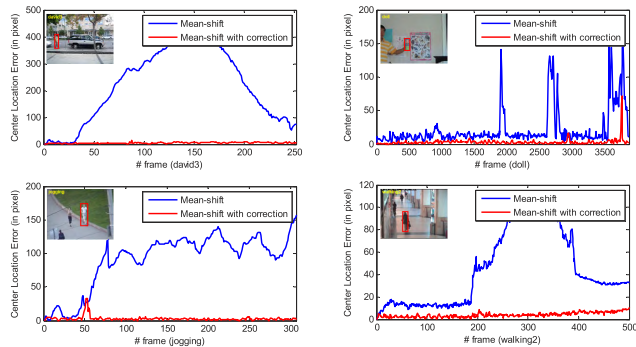 500
400
300
200
100
0
Center Location Error (in pixel)
david3
Mean-shift
Mean-shift with correction
0 50 100 150 200 250
# frame (david3)
200
150
100
50
0
Center Location Error (in pixel)
doll
Mean-shift
Mean-shift with correction
0 500 1000 1500 2000 2500 3000 3500
# frame (doll)
200
150
100
50
0
Center Location Error (in pixel)
jogging
Mean-shift
Mean-shift with correction
0 50 100 150 200 250 300
# frame (jogging)
120
100
80
60
40
20
0
Center Location Error (in pixel)
Mean-shift
Mean-shift with correction
0 100 200 300 400 500
# frame (walking2)